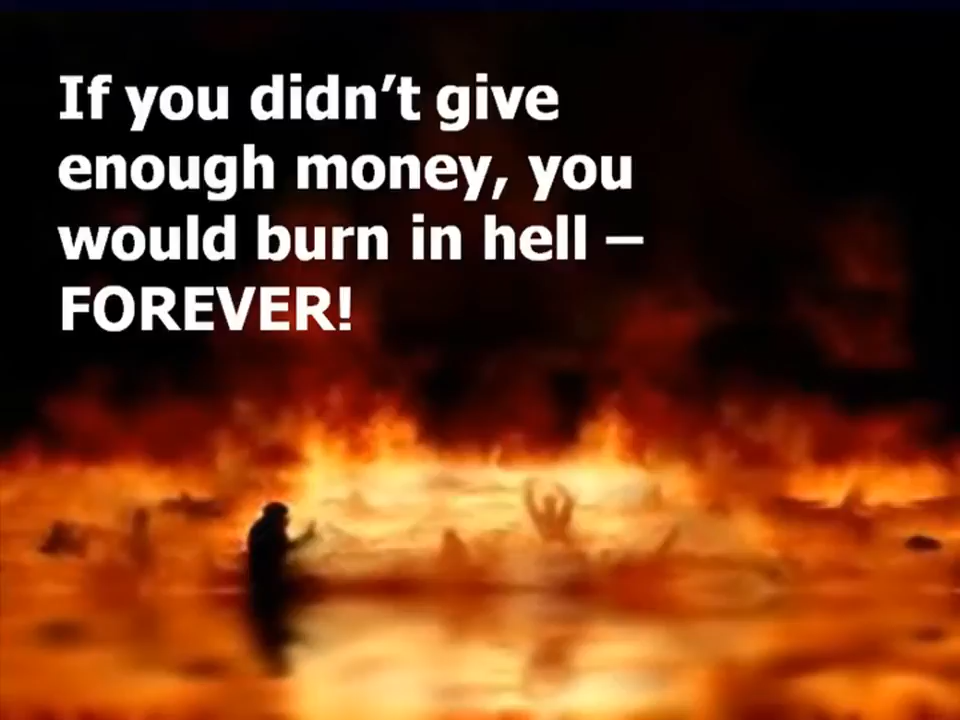 If you didn’t give
enough money, you
would burn in hell –
FOREVER!